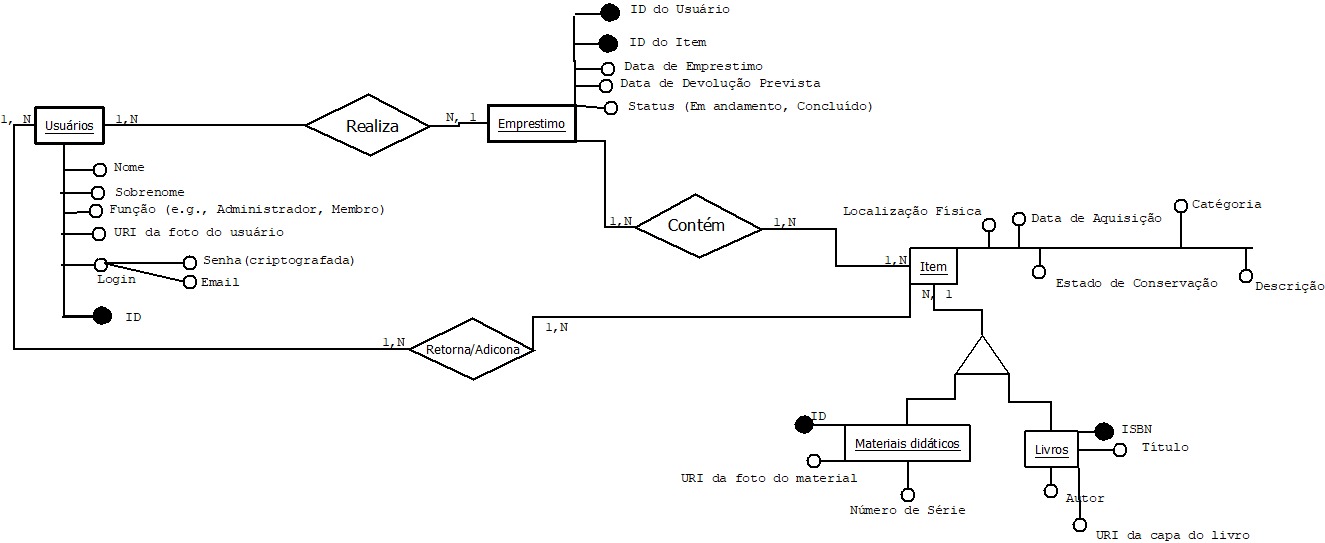 ID do Usuário
ID do Item
Data de Emprestimo
Data de Devolução Prevista
Status (Em andamento, Concluído)
1, N
Usuários
1,N
Realiza
N, 1
Emprestimo
Nome
Sobrenome
Função (e.g., Administrador, Membro)
URI da foto do usuário
Senha(criptografada)
Login
Email
ID
1,N
Contém
1,N
Localização Física
Data de Aquisição
Catégoria
1,N
Item
Estado de Conservação
Descrição
N, 1
1,N
Retorna/Adicona
1,N
ID
Materiais didáticos
URI da foto do material
Número de Série
ISBN
Livros
Título
Autor
URI da capa do livro